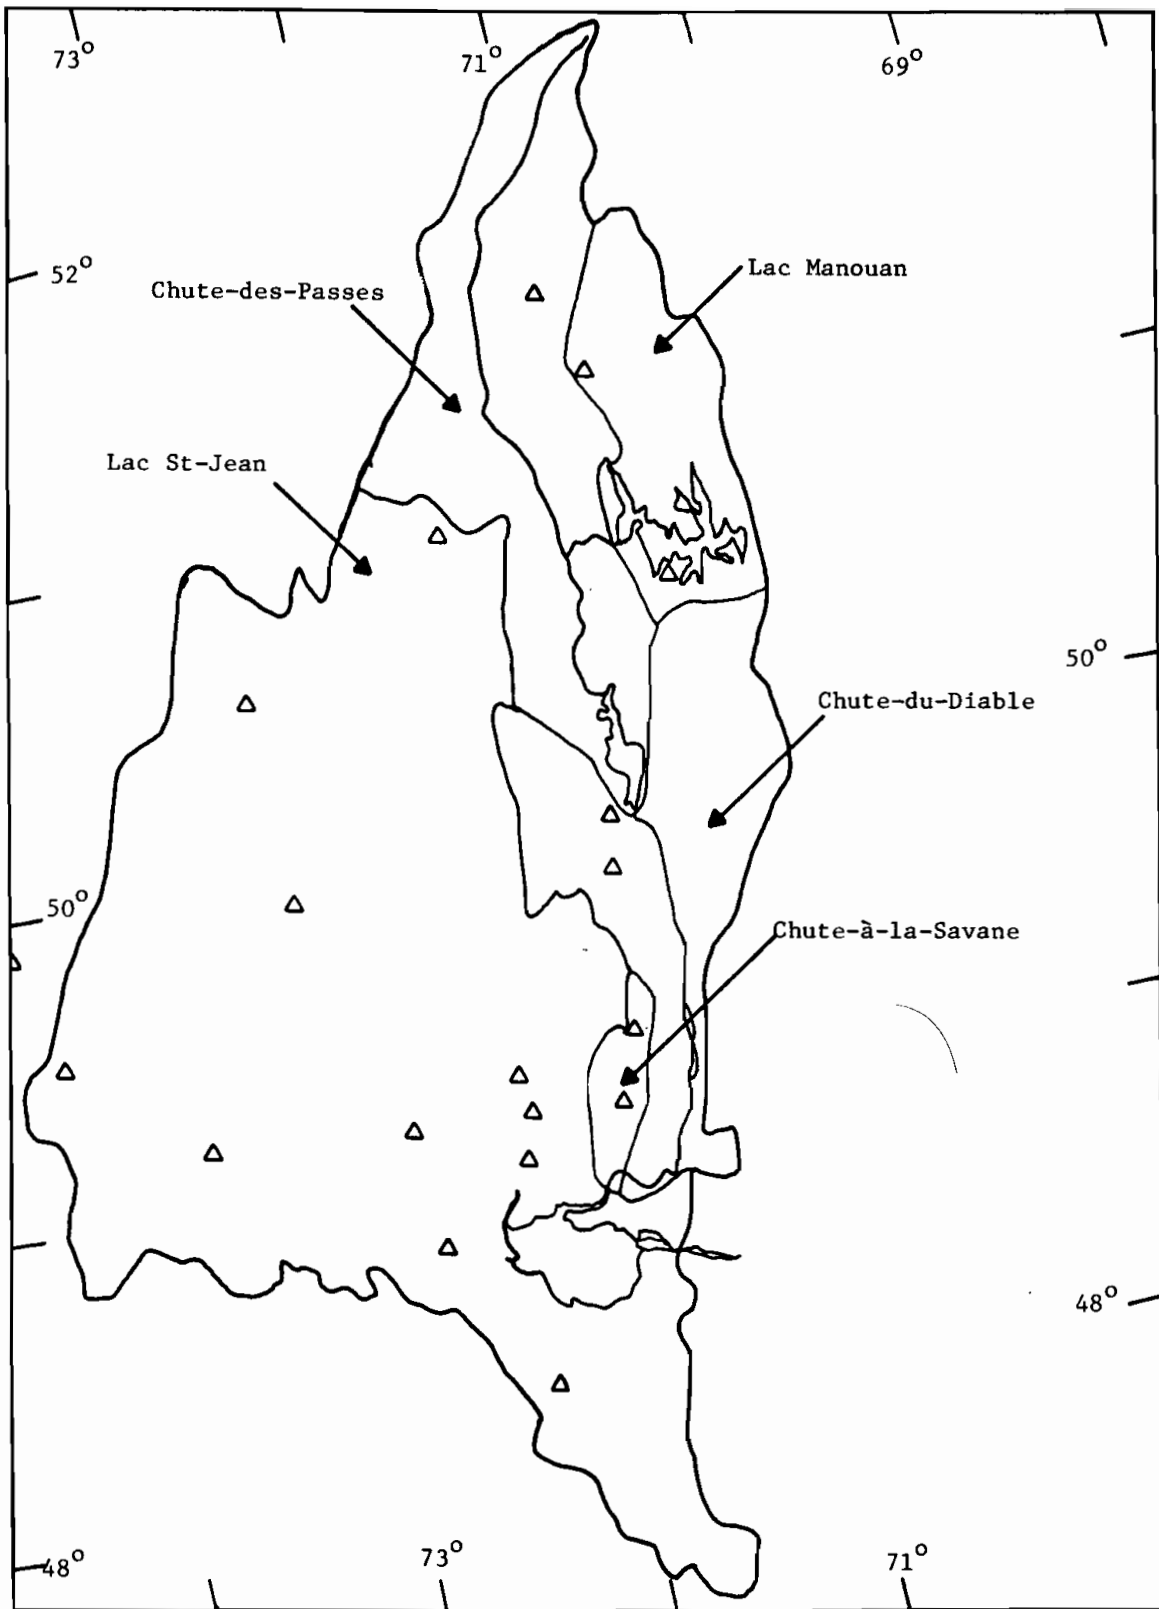 73°
71°
69°
52°
Lac Manouan
Chute-des-Passes
Lac St-Jean
50°
Chute-du-Diable
50°
Chute-à-la-Savane
48°
48°
73°
71°